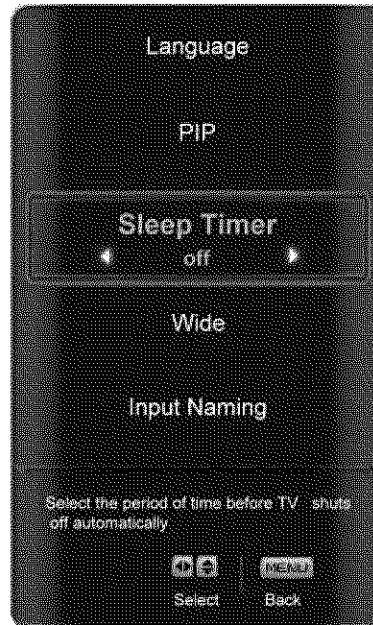 Language
PIP
Sleep Timer
off
Wide
Input Naming
Select the period of time before TV shuts
off automatically
MENU
Select Back